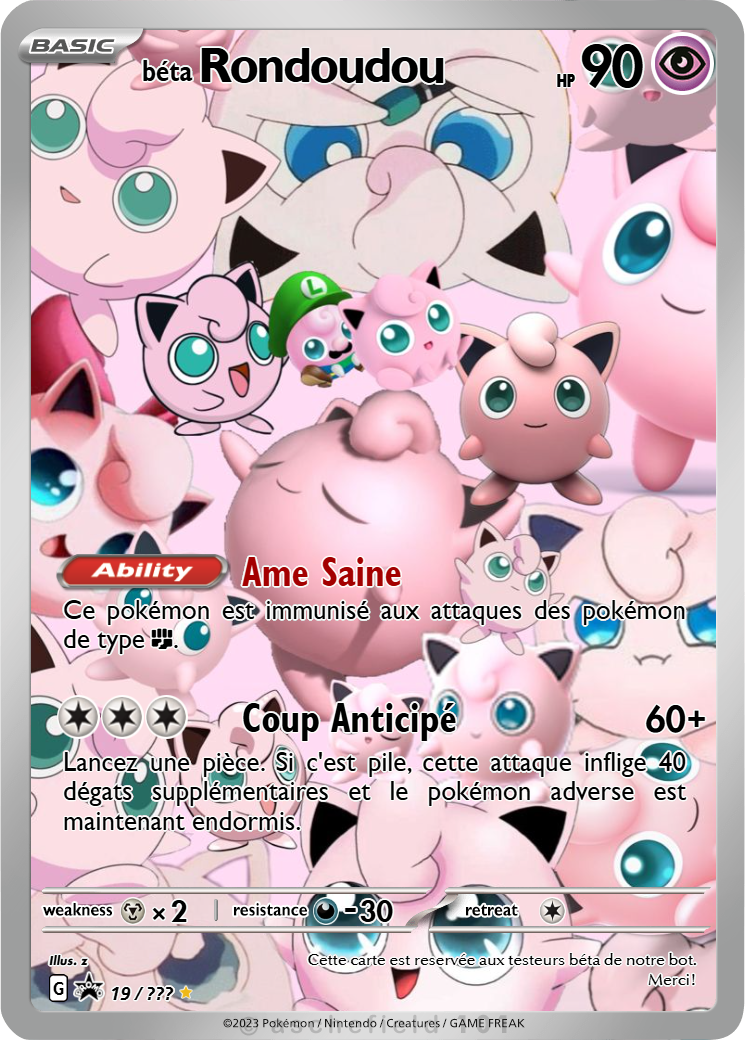 BASIC
béta Rondoudou HP 90
L
Ability Ame Saine
Ce pokémon est immunisé aux attaques des pokémon
de type .
Coup Anticipé 60+
Lancez une pièce. Si c'est pile, cette attaque inflige 40
dégats supplémentaires et le pokémon adverse est
maintenant endormis.
weakness × 2 | resistance -30 retreat
Illus. z
Cette carte est reservée aux testeurs béta de notre bot.
Merci!
G 19 / ???
©2023 Pokémon / Nintendo / Creatures / GAME FREAK